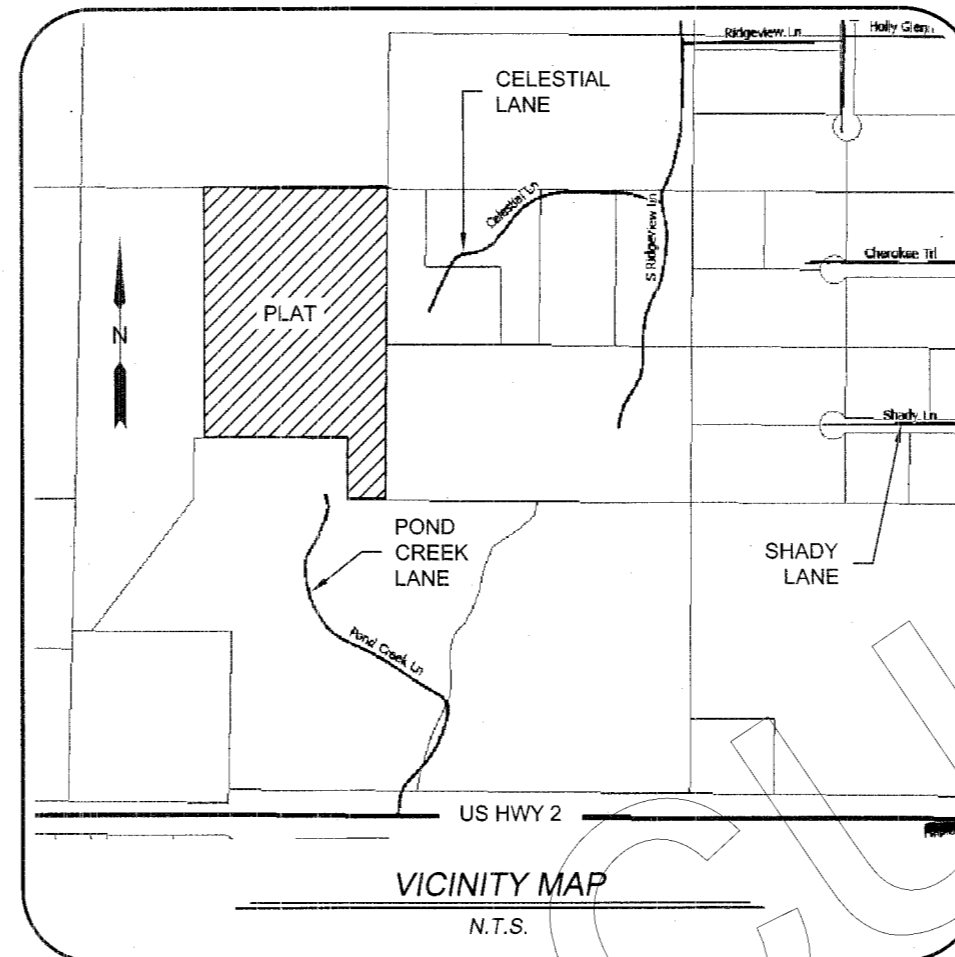 Ridgeview Ln
Holly Glenn
CELESTIAL
LANE
Celestial Ln
S Ridgeview Ln
Cherokee Trl
PLAT
N
Shady Ln
POND
CREEK
LANE
SHADY
LANE
Pond Creek Ln
US HWY 2
VICINITY MAP
N.T.S.